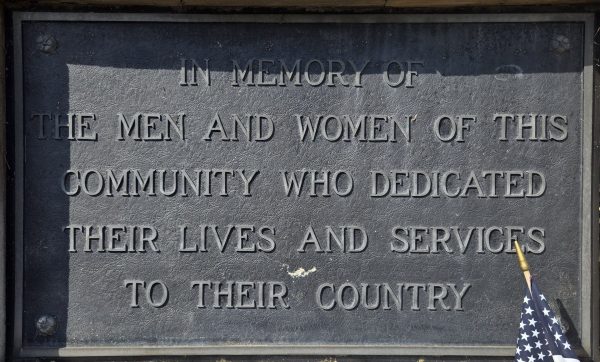 IN MEMORY OF
THE MEN AND WOMEN OF THIS
COMMUNITY WHO DEDICATED
THEIR LIVES AND SERVICES
TO THEIR COUNTRY